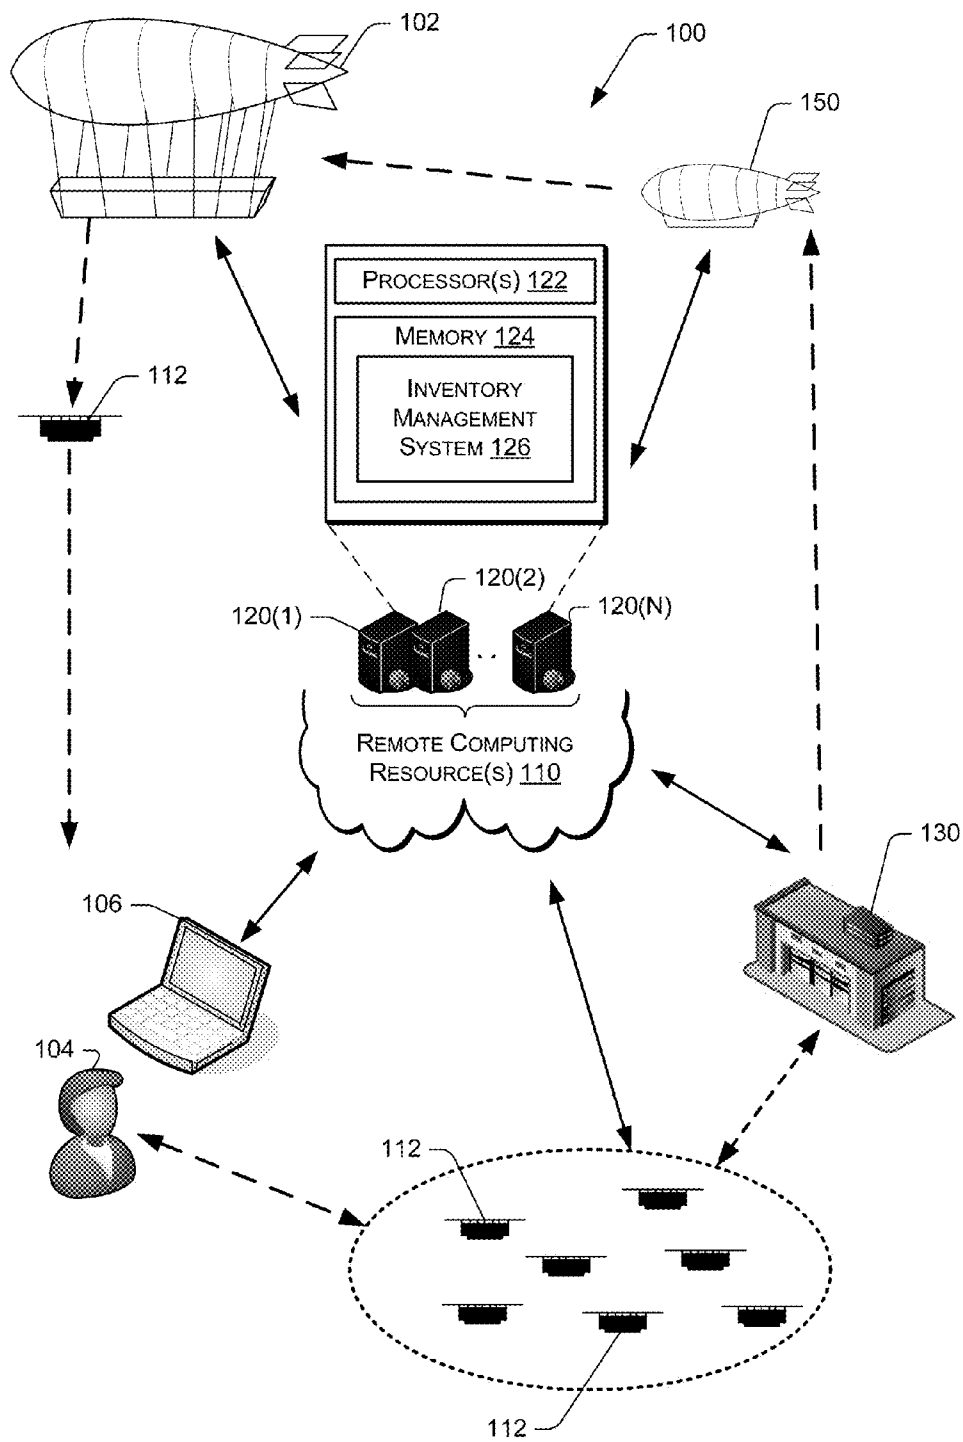 102
100
150
PROCESSOR(S) 122
MEMORY 124
INVENTORY
MANAGEMENT
SYSTEM 126
112
120(2)
120(1)
120(N)
REMOTE COMPUTING
RESOURCE(S) 110
130
106
104
112
112